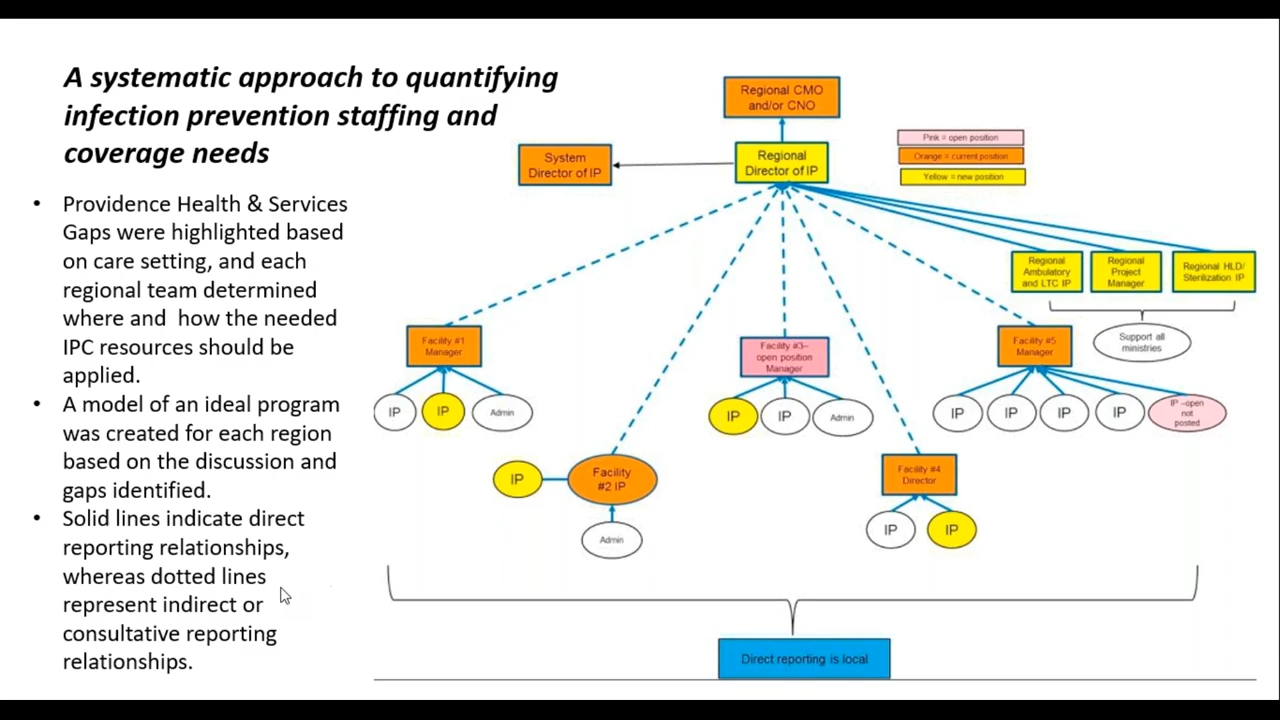 A systematic approach to quantifying
infection prevention staffing and
coverage needs
• Providence Health & Services
Gaps were highlighted based
on care setting, and each
regional team determined
where and  how the needed
IPC resources should be
applied.
• A model of an ideal program
was created for each region
based on the discussion and
gaps identified.
• Solid lines indicate direct
reporting relationships,
whereas dotted lines
represent indirect or
consultative reporting
relationships.
Regional CMO
and/or CNO
System
Director of IP
Regional
Director of IP
Pink = open position
Orange = current position
Yellow = new position
Regional
Ambulatory
and LTC IP
Regional
Project
Manager
Regional HLD/
Sterilization IP
Support all
ministries
Facility #1
Manager
IP
IP
Admin
Facility
#2 IP
IP
Admin
Facility #3–
open position
Manager
IP
IP
Admin
Facility #4
Director
IP
IP
Facility #5
Manager
IP
IP
IP
IP
IP –open
not
posted
Direct reporting is local